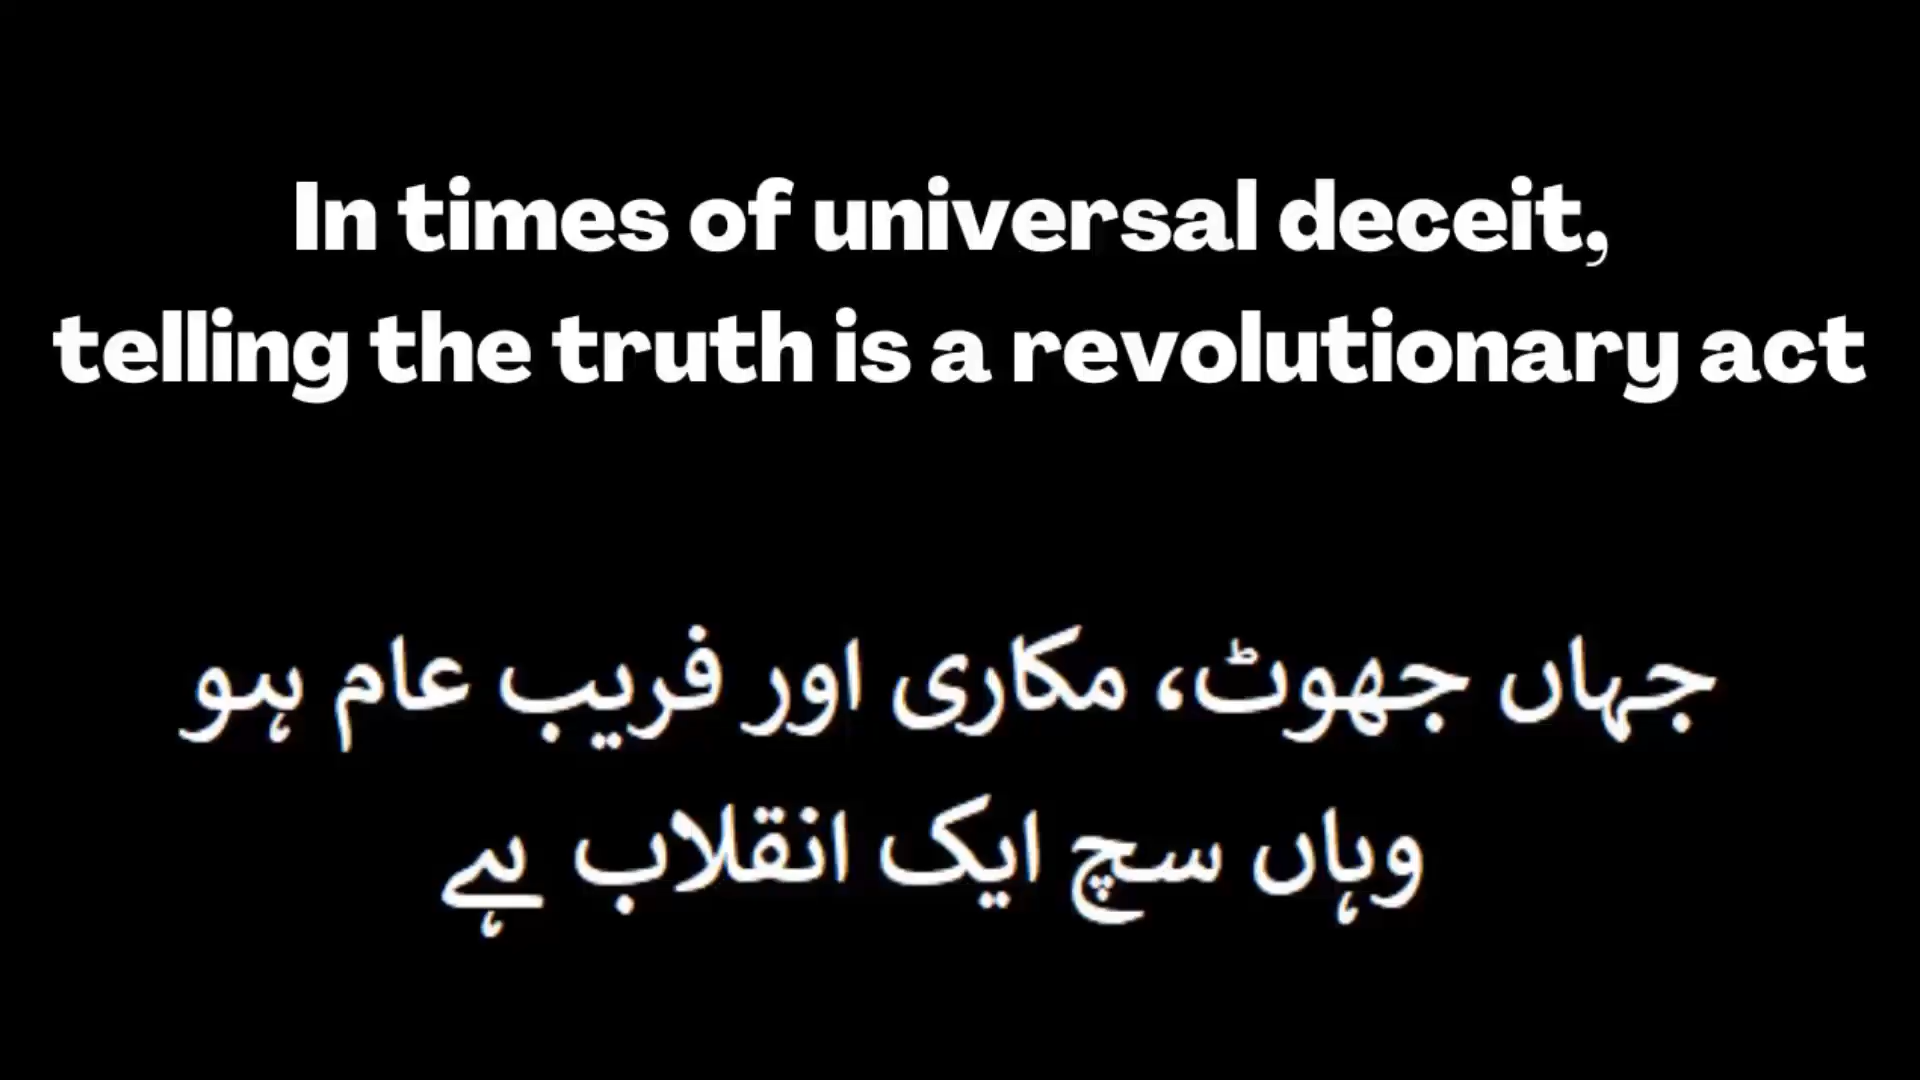 In times of universal deceit,
telling the truth is a revolutionary act
جہاں جھوٹ، مکاری اور فریب عام ہو
وہاں سچ ایک انقلاب ہے